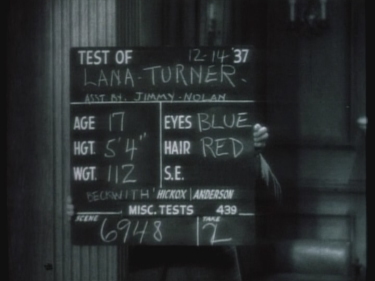 TEST OF 12-14 '37
LANA-TURNER.
ASST BY. JIMMY-NOLAN
AGE 17 EYES BLUE
HGT. 5'4" HAIR RED
WGT. 112 S.E.
BECKWITH' HICKOX | ANDERSON
MISC. TESTS 439
SCENE TAKE
6948 2